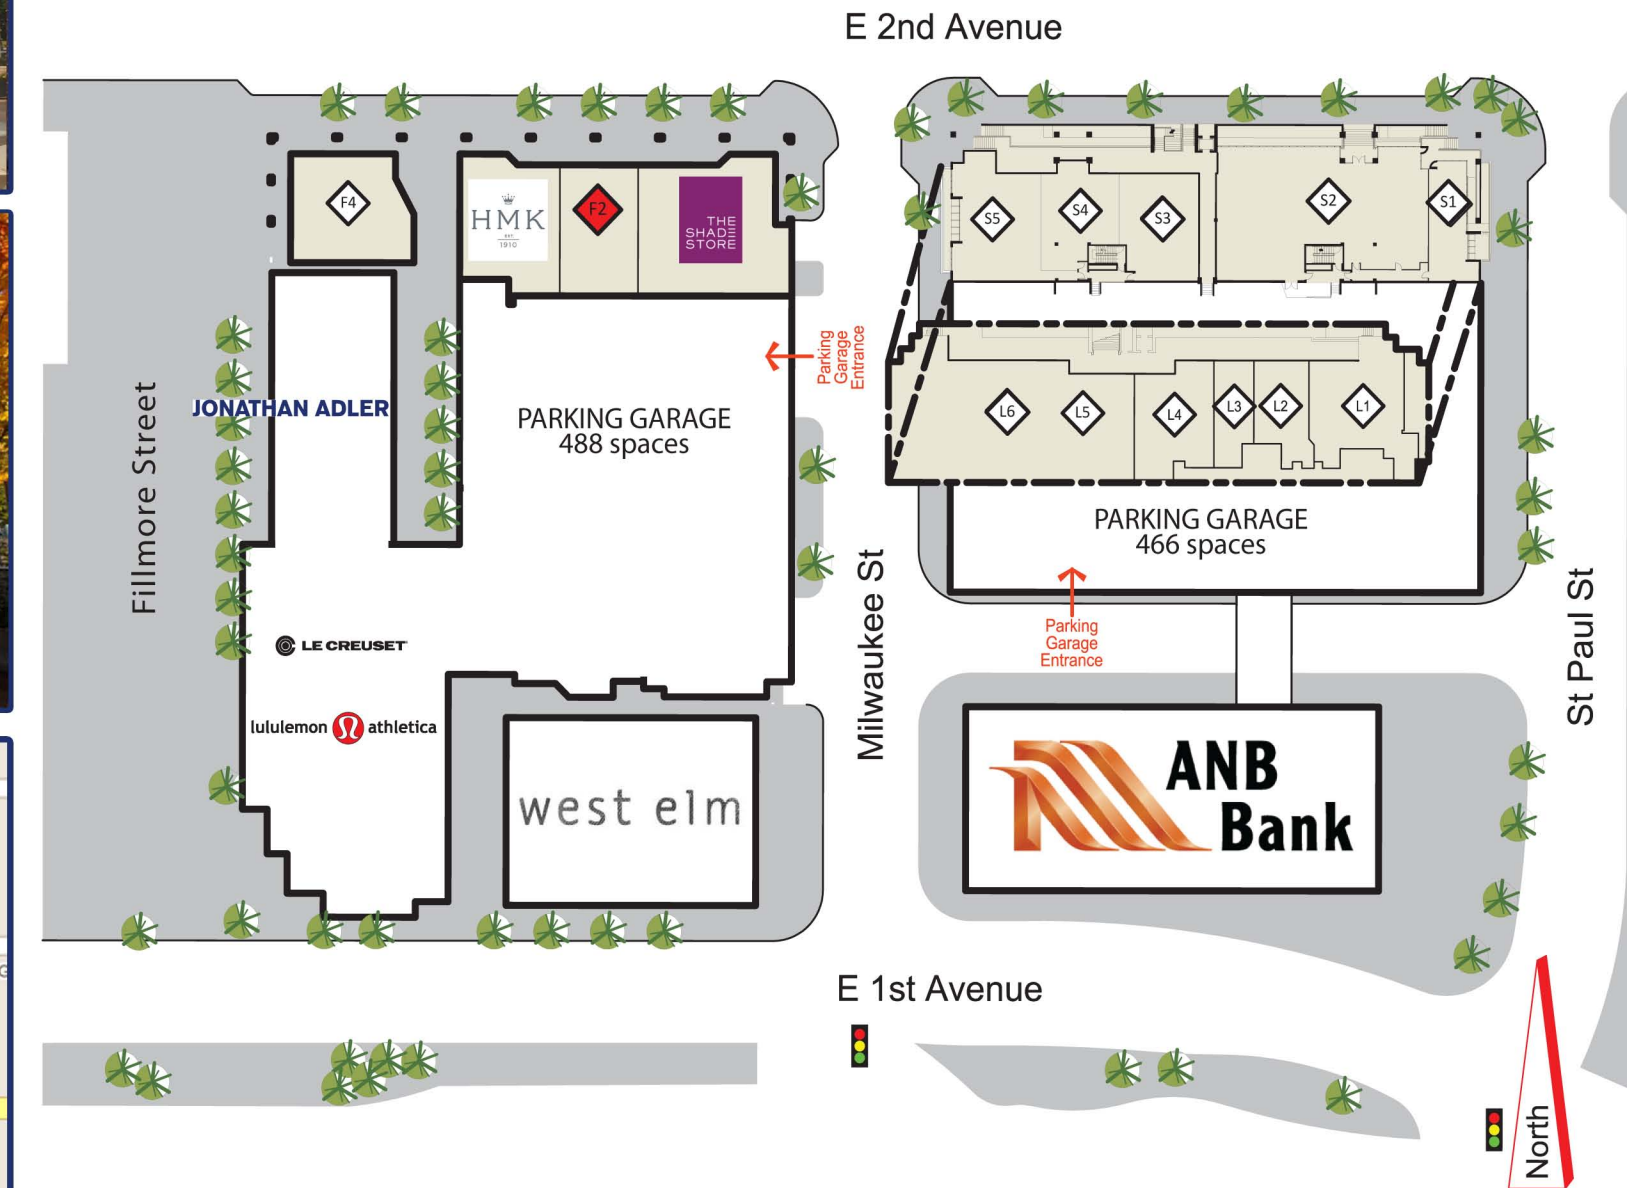 E 2nd Avenue
F4
HMK
EST.
1910
F2
THE
SHADE
STORE
S5
S4
S3
S2
S1
Parking
Garage
Entrance
Fillmore Street
JONATHAN ADLER
PARKING GARAGE
488 spaces
L6
L5
L4
L3
L2
L1
PARKING GARAGE
466 spaces
Parking
Garage
Entrance
Milwaukee St
St Paul St
LE CREUSET
lululemon athletica
west elm
ANB
Bank
E 1st Avenue
North